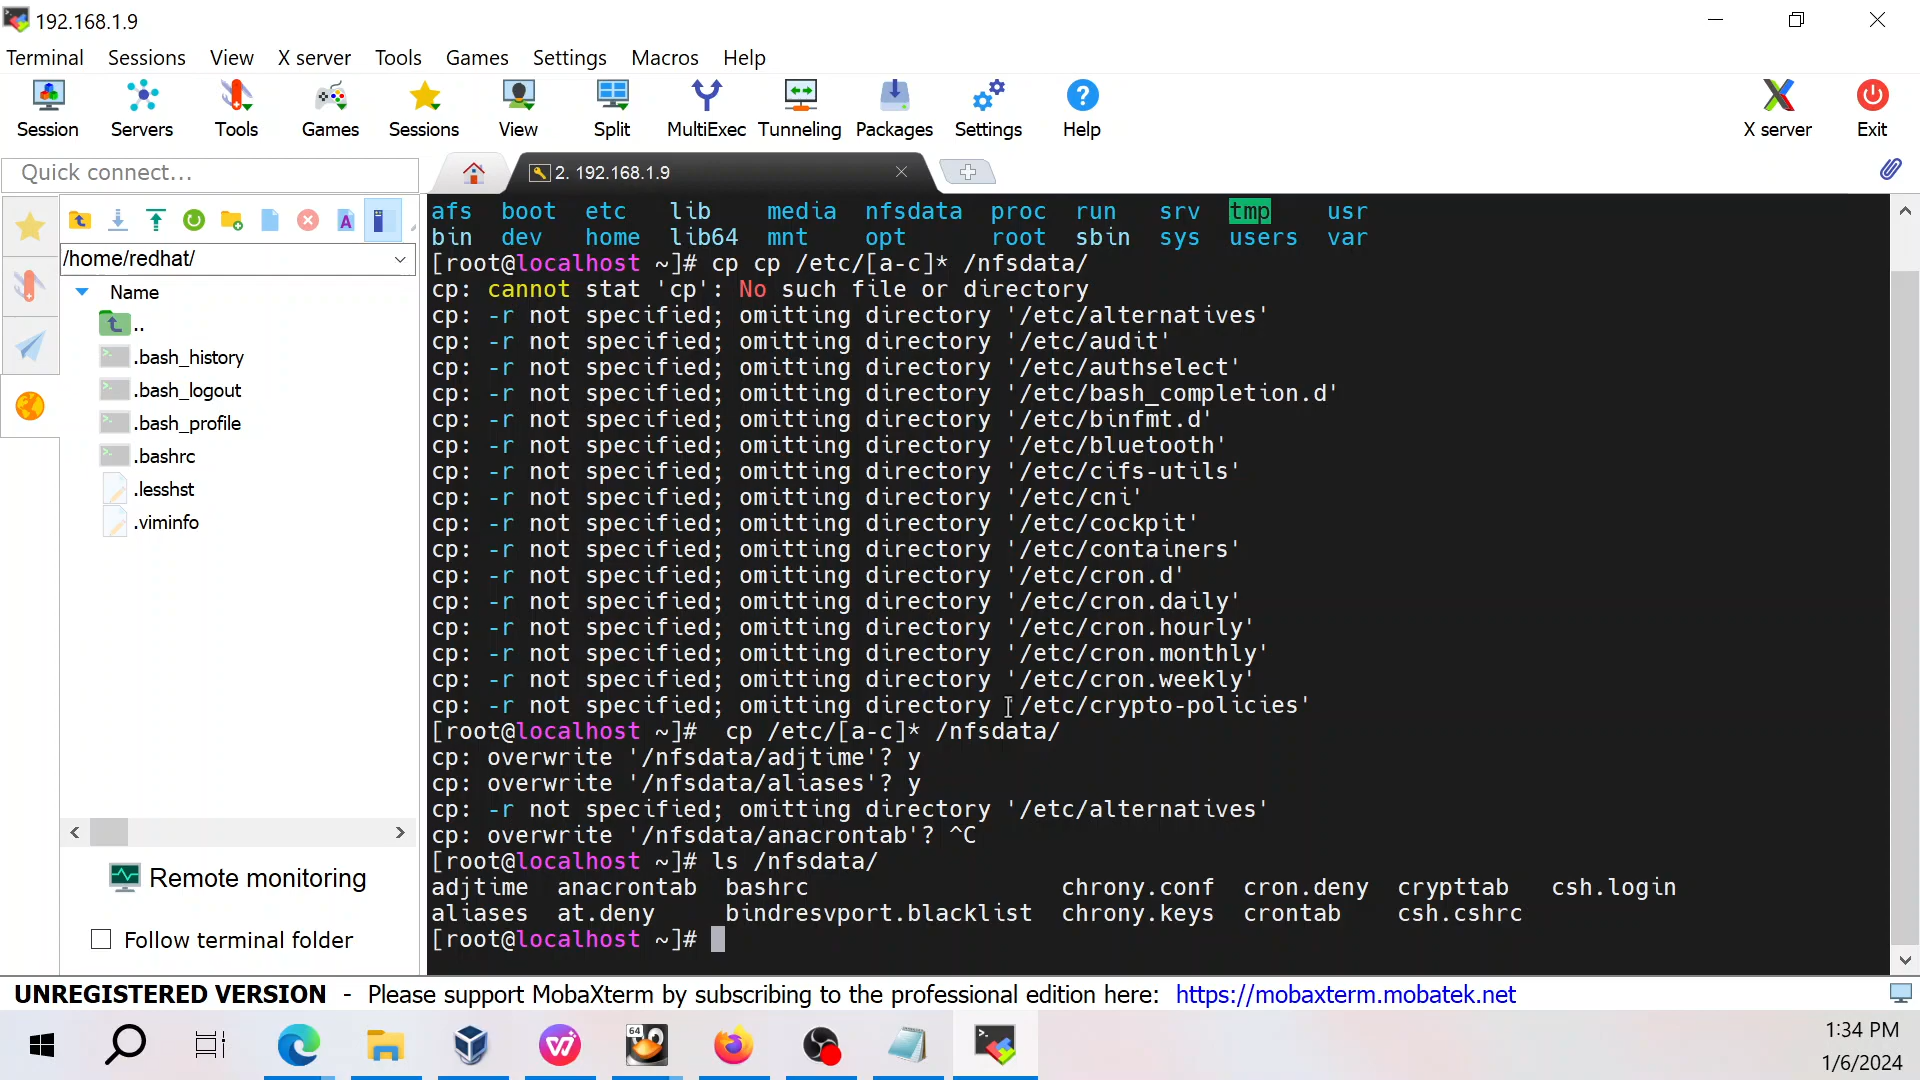 192.168.1.9
Terminal Sessions View X server Tools Games Settings Macros Help
Session Servers Tools Games Sessions View Split MultiExec Tunneling Packages Settings Help X server Exit
Quick connect...
2. 192.168.1.9
/home/redhat/
Name
..
.bash_history
.bash_logout
.bash_profile
.bashrc
.lesshst
.viminfo
Remote monitoring
Follow terminal folder
afs boot etc lib media nfsdata proc run srv tmp usr
bin dev home lib64 mnt opt root sbin sys users var
[root@localhost ~]# cp cp /etc/[a-c]* /nfsdata/
cp: cannot stat 'cp': No such file or directory
cp: -r not specified; omitting directory '/etc/alternatives'
cp: -r not specified; omitting directory '/etc/audit'
cp: -r not specified; omitting directory '/etc/authselect'
cp: -r not specified; omitting directory '/etc/bash_completion.d'
cp: -r not specified; omitting directory '/etc/binfmt.d'
cp: -r not specified; omitting directory '/etc/bluetooth'
cp: -r not specified; omitting directory '/etc/cifs-utils'
cp: -r not specified; omitting directory '/etc/cni'
cp: -r not specified; omitting directory '/etc/cockpit'
cp: -r not specified; omitting directory '/etc/containers'
cp: -r not specified; omitting directory '/etc/cron.d'
cp: -r not specified; omitting directory '/etc/cron.daily'
cp: -r not specified; omitting directory '/etc/cron.hourly'
cp: -r not specified; omitting directory '/etc/cron.monthly'
cp: -r not specified; omitting directory '/etc/cron.weekly'
cp: -r not specified; omitting directory '/etc/crypto-policies'
[root@localhost ~]#  cp /etc/[a-c]* /nfsdata/
cp: overwrite '/nfsdata/adjtime'? y
cp: overwrite '/nfsdata/aliases'? y
cp: -r not specified; omitting directory '/etc/alternatives'
cp: overwrite '/nfsdata/anacrontab'? ^C
[root@localhost ~]# ls /nfsdata/
adjtime anacrontab bashrc chrony.conf cron.deny crypttab csh.login
aliases at.deny bindresvport.blacklist chrony.keys crontab csh.cshrc
[root@localhost ~]#
UNREGISTERED VERSION - Please support MobaXterm by subscribing to the professional edition here: https://mobaxterm.mobatek.net
64
1:34 PM
1/6/2024